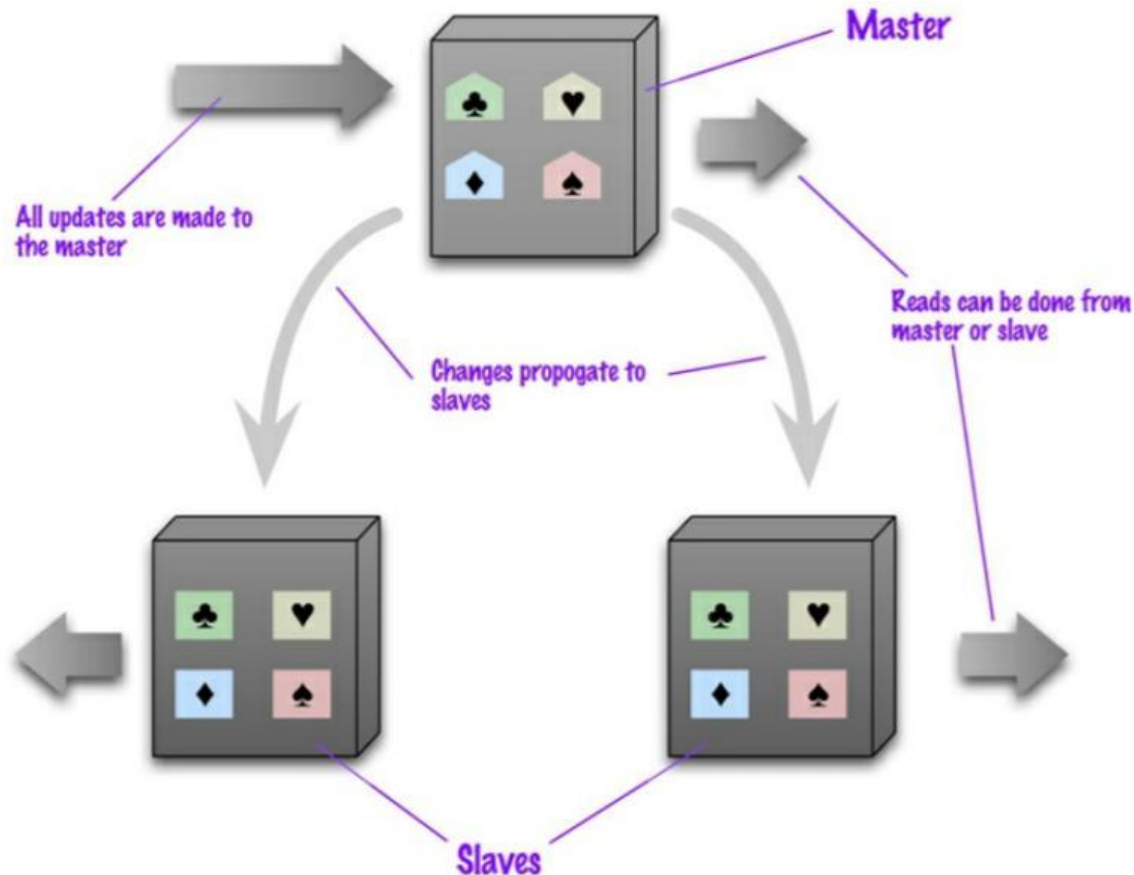 Master
All updates are made to
the master
Reads can be done from
master or slave
Changes propogate to
slaves
Slaves